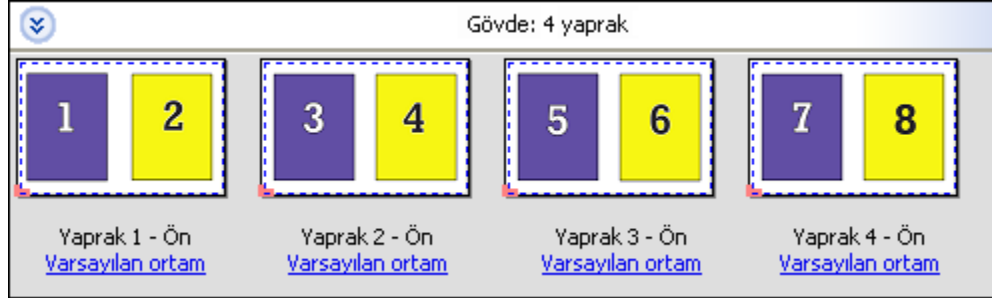 Gövde: 4 yaprak
1 2 3 4 5 6 7 8
Yaprak 1 - Ön Yaprak 2 - Ön Yaprak 3 - Ön Yaprak 4 - Ön
Varsayılan ortam Varsayılan ortam Varsayılan ortam Varsayılan ortam